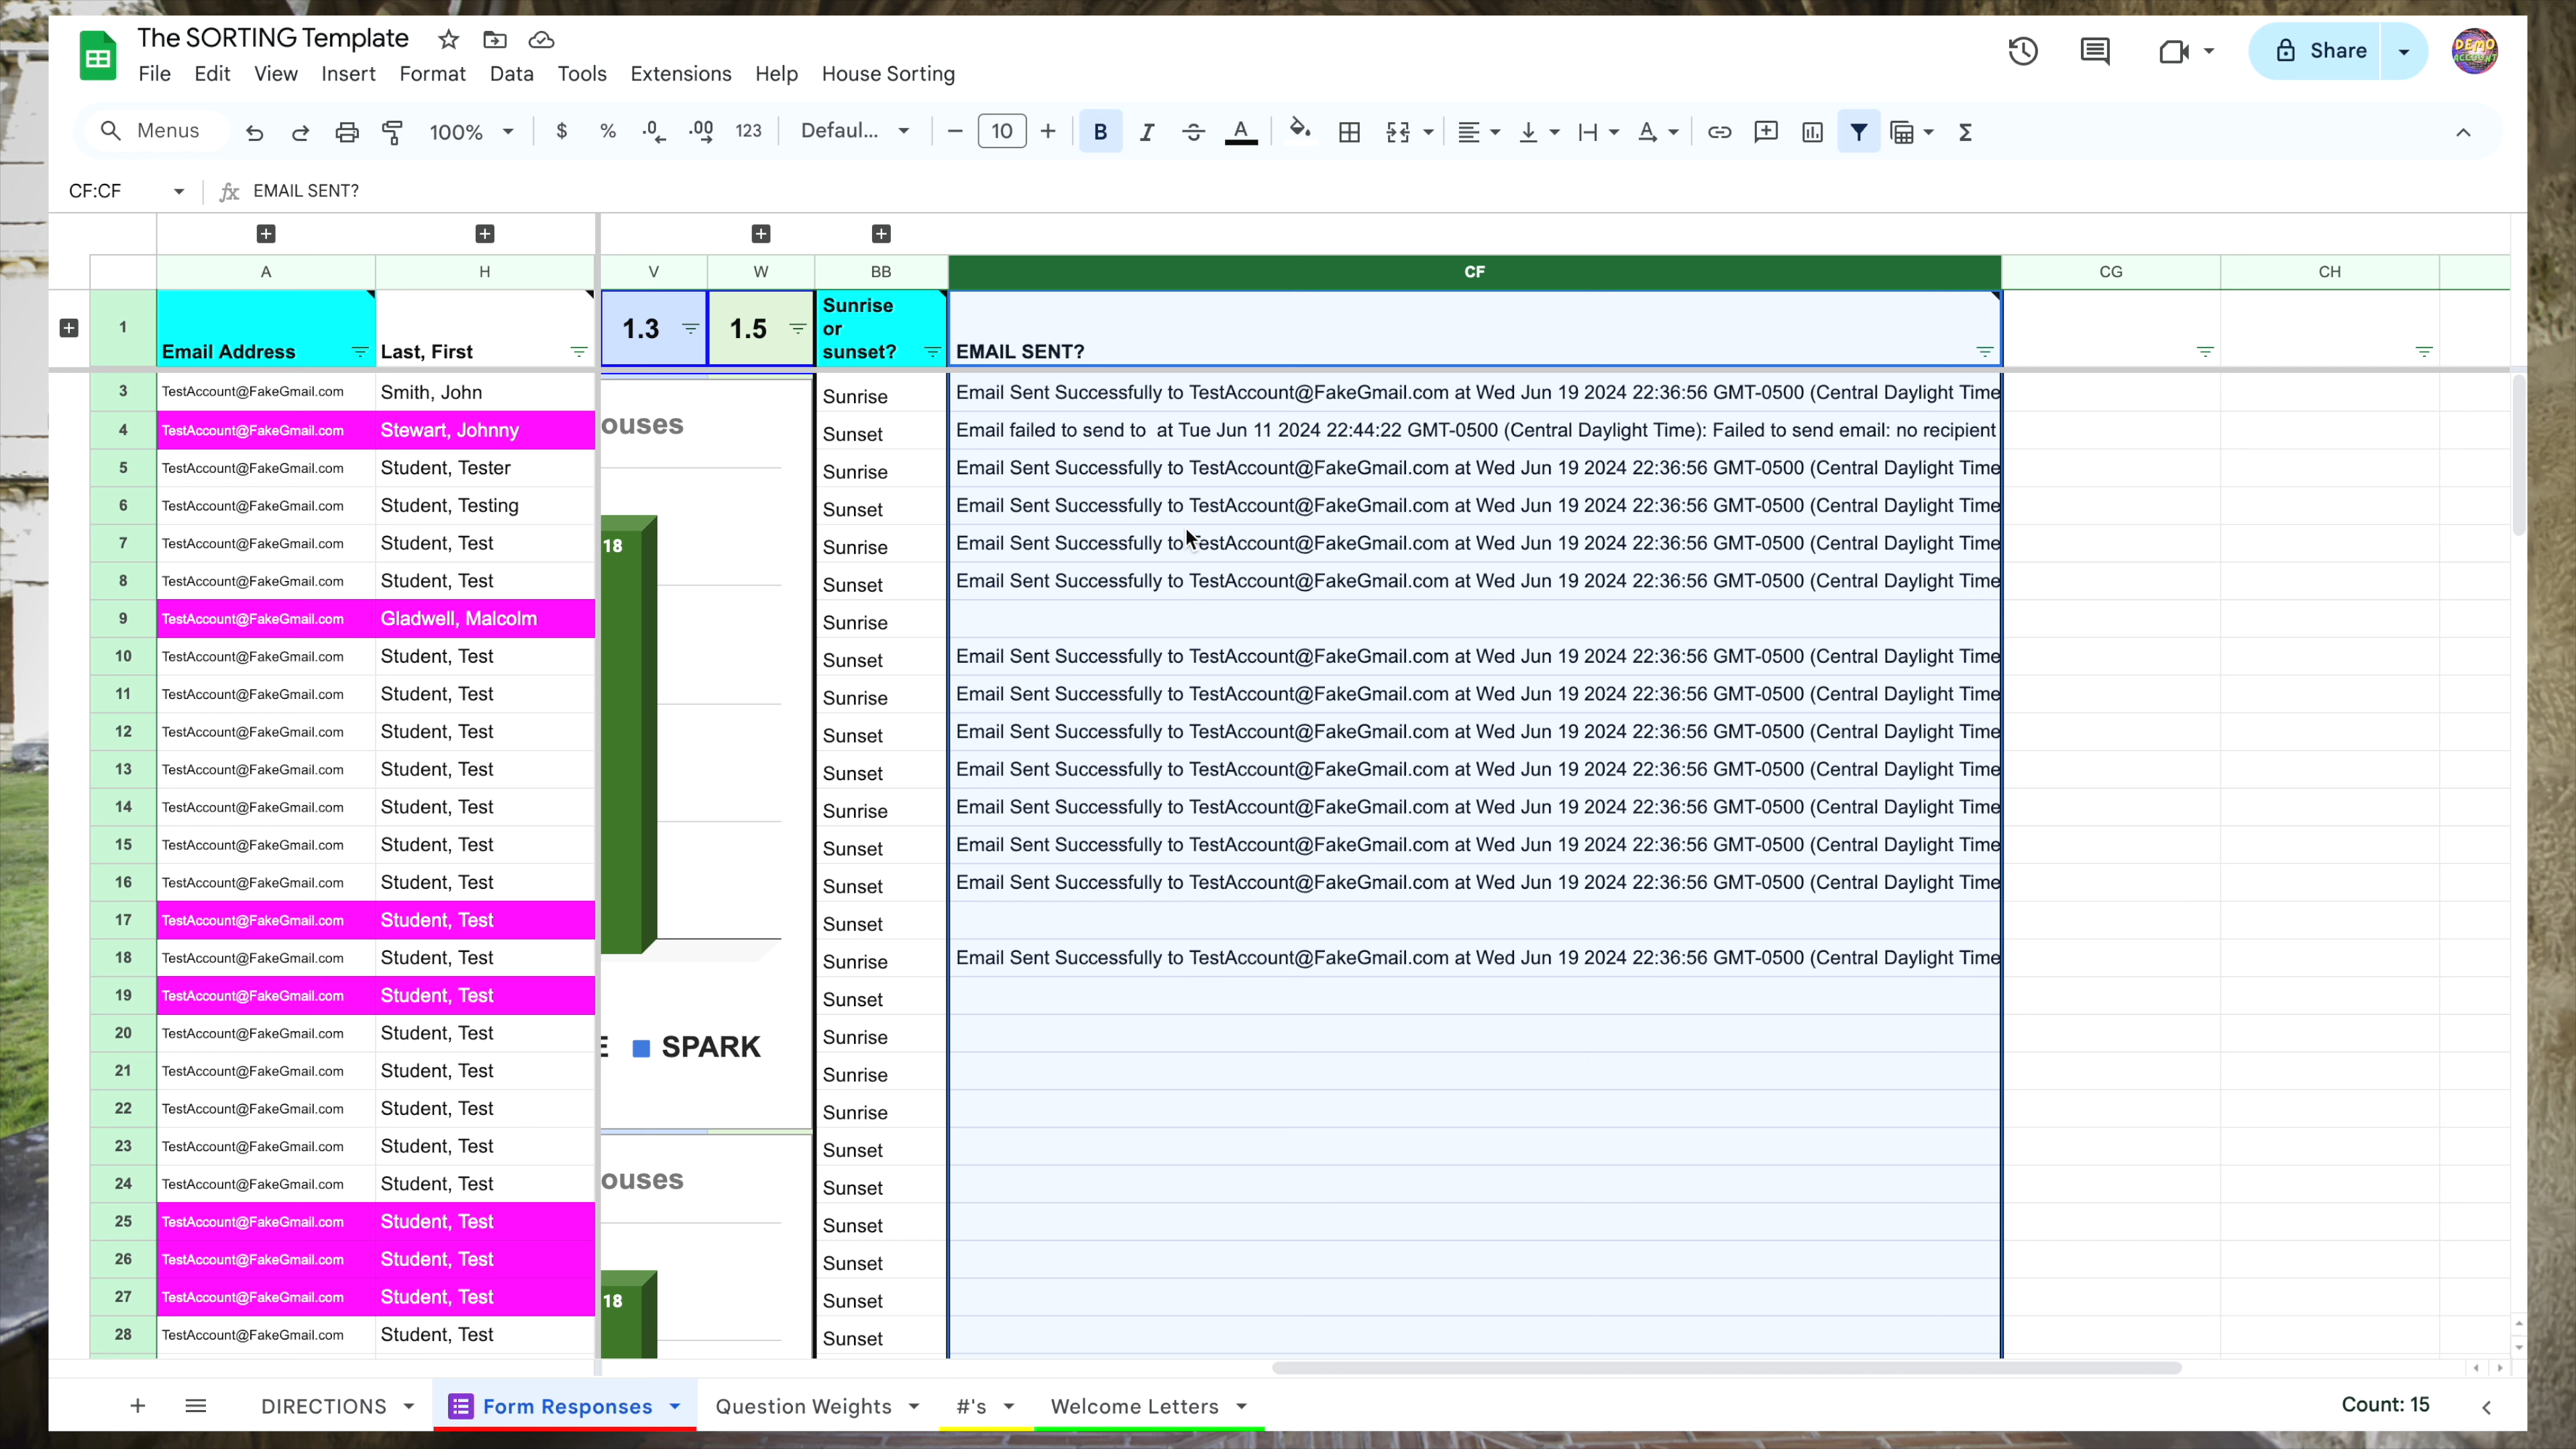 The SORTING Template
Share
DEMO ACCOUNT
File Edit View Insert Format Data Tools Extensions Help House Sorting
Menus 100% $ % .0 .00 123 Defaul... 10 B I A
CF:CF fx EMAIL SENT?
A H V W BB CF CG CH
1 Email Address Last, First 1.3 1.5 Sunrise or sunset? EMAIL SENT?
3 TestAccount@FakeGmail.com Smith, John Sunrise Email Sent Successfully to TestAccount@FakeGmail.com at Wed Jun 19 2024 22:36:56 GMT-0500 (Central Daylight Time
4 TestAccount@FakeGmail.com Stewart, Johnny ouses Sunset Email failed to send to at Tue Jun 11 2024 22:44:22 GMT-0500 (Central Daylight Time): Failed to send email: no recipient
5 TestAccount@FakeGmail.com Student, Tester Sunrise Email Sent Successfully to TestAccount@FakeGmail.com at Wed Jun 19 2024 22:36:56 GMT-0500 (Central Daylight Time
6 TestAccount@FakeGmail.com Student, Testing Sunset Email Sent Successfully to TestAccount@FakeGmail.com at Wed Jun 19 2024 22:36:56 GMT-0500 (Central Daylight Time
7 TestAccount@FakeGmail.com Student, Test 18 Sunrise Email Sent Successfully to TestAccount@FakeGmail.com at Wed Jun 19 2024 22:36:56 GMT-0500 (Central Daylight Time
8 TestAccount@FakeGmail.com Student, Test Sunset Email Sent Successfully to TestAccount@FakeGmail.com at Wed Jun 19 2024 22:36:56 GMT-0500 (Central Daylight Time
9 TestAccount@FakeGmail.com Gladwell, Malcolm Sunrise
10 TestAccount@FakeGmail.com Student, Test Sunset Email Sent Successfully to TestAccount@FakeGmail.com at Wed Jun 19 2024 22:36:56 GMT-0500 (Central Daylight Time
11 TestAccount@FakeGmail.com Student, Test Sunrise Email Sent Successfully to TestAccount@FakeGmail.com at Wed Jun 19 2024 22:36:56 GMT-0500 (Central Daylight Time
12 TestAccount@FakeGmail.com Student, Test Sunset Email Sent Successfully to TestAccount@FakeGmail.com at Wed Jun 19 2024 22:36:56 GMT-0500 (Central Daylight Time
13 TestAccount@FakeGmail.com Student, Test Sunset Email Sent Successfully to TestAccount@FakeGmail.com at Wed Jun 19 2024 22:36:56 GMT-0500 (Central Daylight Time
14 TestAccount@FakeGmail.com Student, Test Sunrise Email Sent Successfully to TestAccount@FakeGmail.com at Wed Jun 19 2024 22:36:56 GMT-0500 (Central Daylight Time
15 TestAccount@FakeGmail.com Student, Test Sunset Email Sent Successfully to TestAccount@FakeGmail.com at Wed Jun 19 2024 22:36:56 GMT-0500 (Central Daylight Time
16 TestAccount@FakeGmail.com Student, Test Sunset Email Sent Successfully to TestAccount@FakeGmail.com at Wed Jun 19 2024 22:36:56 GMT-0500 (Central Daylight Time
17 TestAccount@FakeGmail.com Student, Test Sunset
18 TestAccount@FakeGmail.com Student, Test Sunrise Email Sent Successfully to TestAccount@FakeGmail.com at Wed Jun 19 2024 22:36:56 GMT-0500 (Central Daylight Time
19 TestAccount@FakeGmail.com Student, Test Sunset
20 TestAccount@FakeGmail.com Student, Test E SPARK Sunrise
21 TestAccount@FakeGmail.com Student, Test Sunrise
22 TestAccount@FakeGmail.com Student, Test Sunrise
23 TestAccount@FakeGmail.com Student, Test Sunset
24 TestAccount@FakeGmail.com Student, Test ouses Sunset
25 TestAccount@FakeGmail.com Student, Test Sunset
26 TestAccount@FakeGmail.com Student, Test Sunset
27 TestAccount@FakeGmail.com Student, Test 18 Sunset
28 TestAccount@FakeGmail.com Student, Test Sunset
DIRECTIONS Form Responses Question Weights #'s Welcome Letters Count: 15